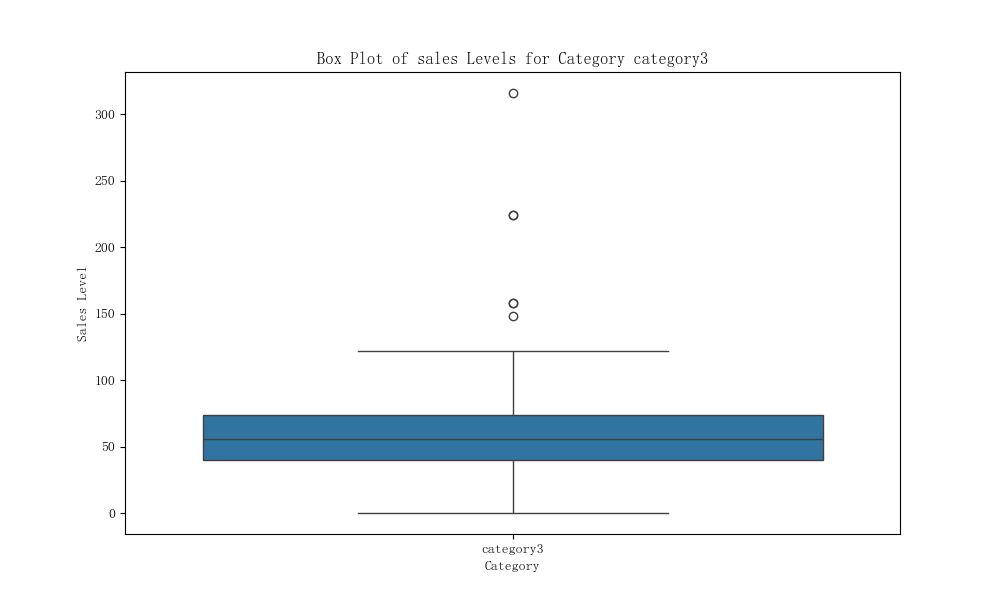 Box Plot of sales Levels for Category category3
300
250
200
150
100
50
0
Sales Level
category3
Category